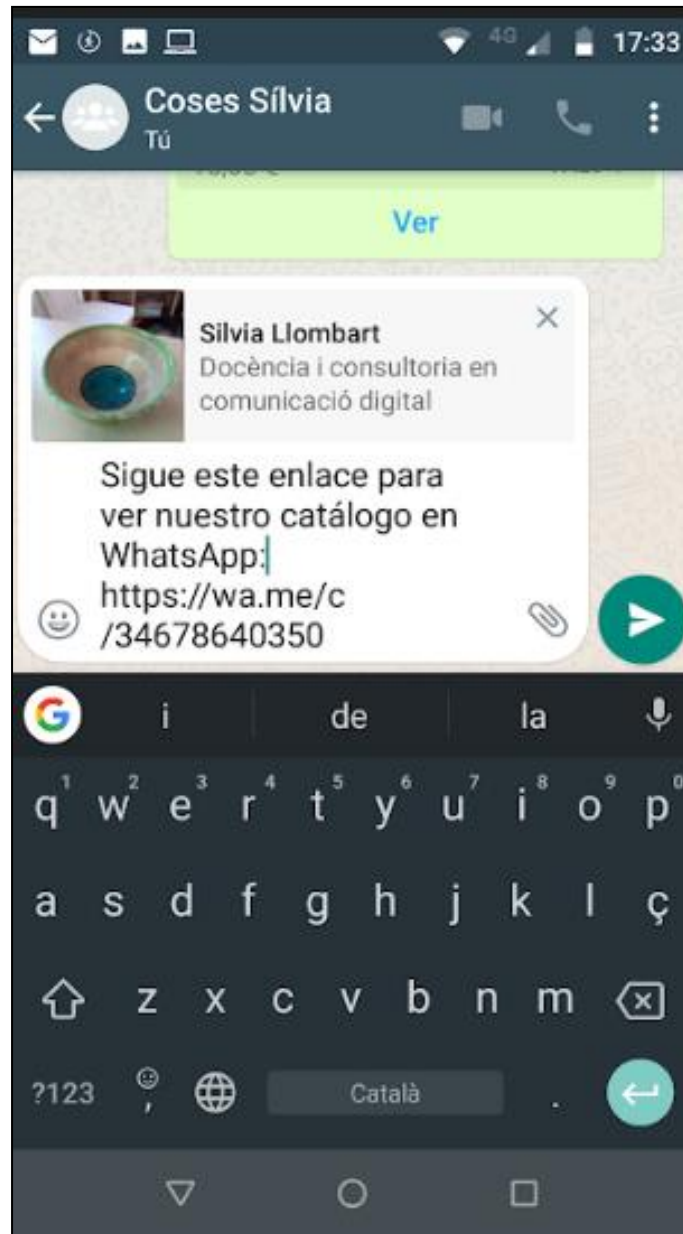 4G 17:33
Coses Sílvia
Tú
Ver
Silvia Llombart
Docència i consultoria en
comunicació digital
Sigue este enlace para
ver nuestro catálogo en
WhatsApp:
https://wa.me/c
/34678640350
G i de la
1 2 3 4 5 6 7 8 9 0
q w e r t y u i o p
a s d f g h j k l ç
z x c v b n m
?123 , Català .